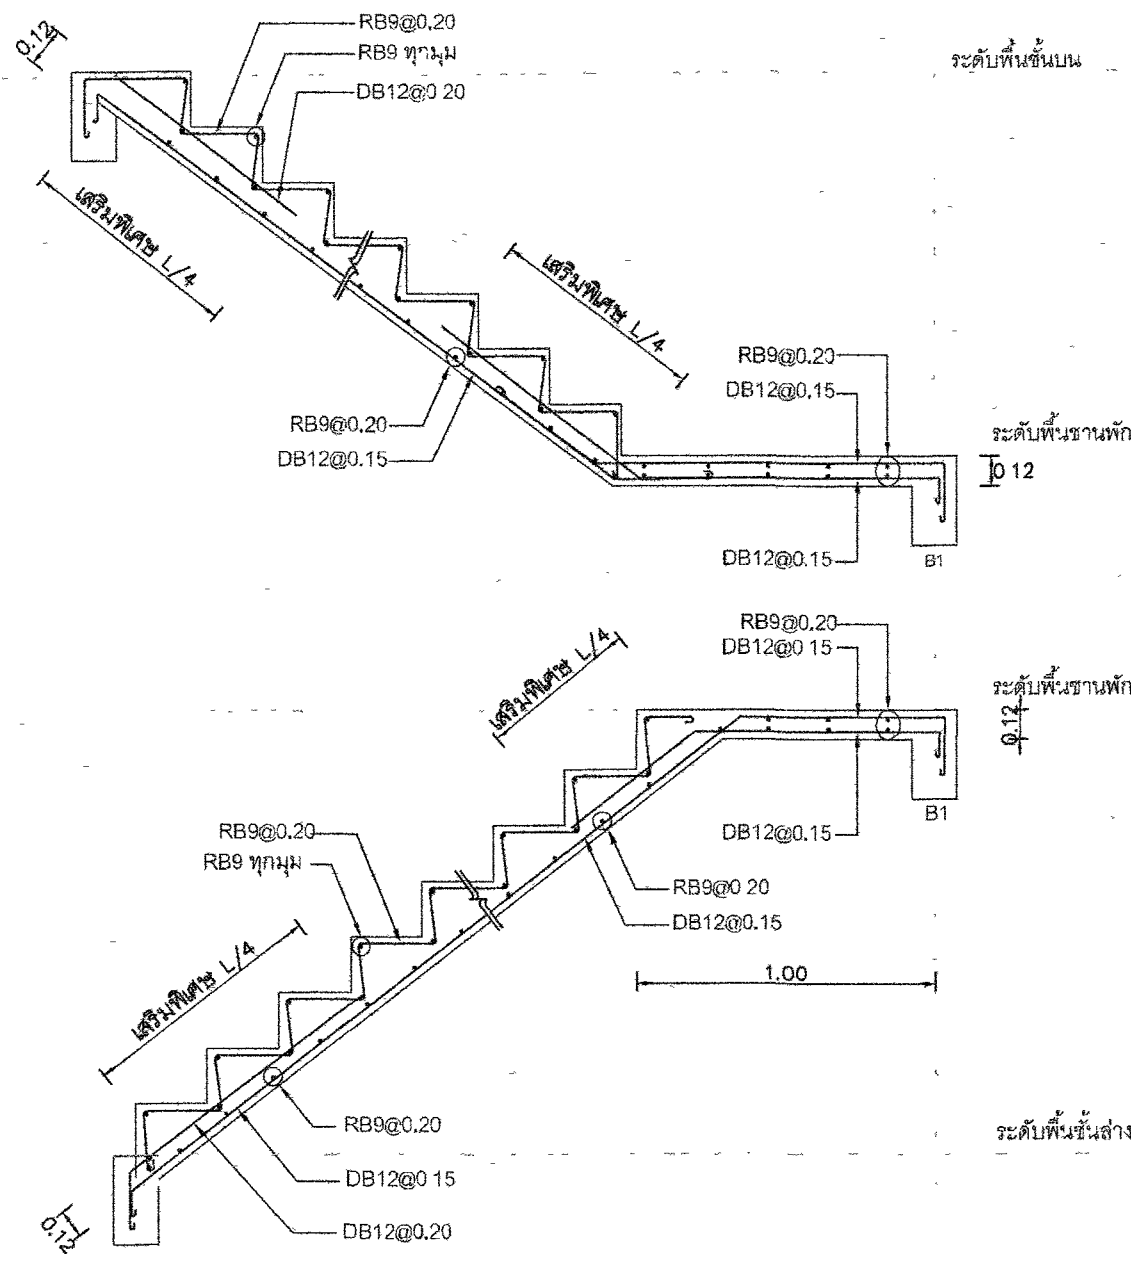 RB9@0.20
0.12
RB9 ทุกมุม
ระดับพื้นชั้นบน
DB12@0 20
เสริมพิเศษ L/4
เสริมพิเศษ L/4
RB9@0.20
DB12@0.15
RB9@0.20
ระดับพื้นชานพัก
DB12@0.15
0 12
DB12@0.15
B1
RB9@0.20
เสริมพิเศษ L/4
DB12@0 15
ระดับพื้นชานพัก
0.12
B1
RB9@0.20
DB12@0.15
RB9 ทุกมุม
RB9@0 20
DB12@0.15
เสริมพิเศษ L/4
1.00
RB9@0.20
ระดับพื้นชั้นล่าง
DB12@0 15
0.12
DB12@0.20